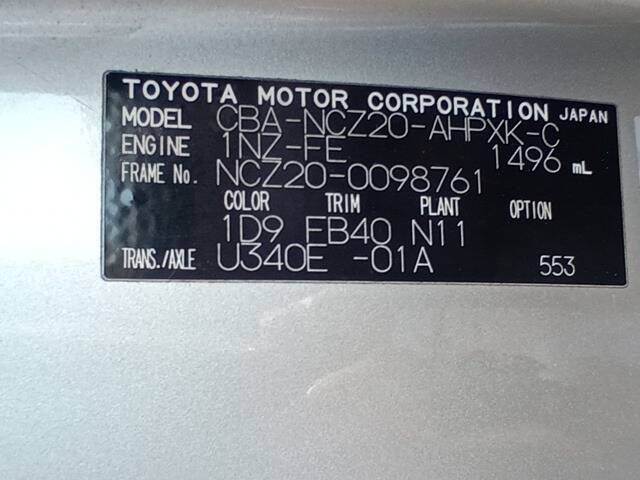 TOYOTA MOTOR CORPORATION JAPAN
MODEL CBA-NCZ20-AHPXK-C
ENGINE 1NZ-FE 1496 mL
FRAME No. NCZ20-0098761
COLOR TRIM PLANT OPTION
1D9 FB40 N11
TRANS./AXLE U340E -01A 553